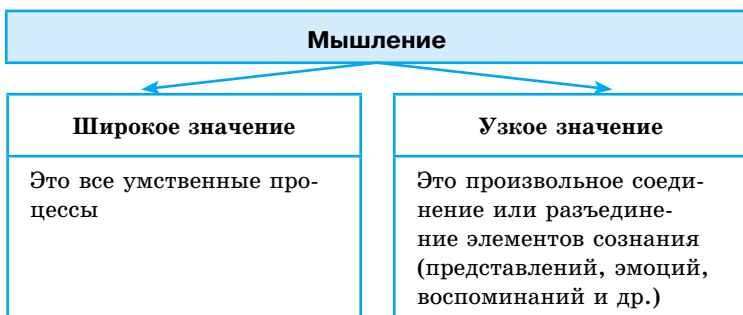 Мышление
Широкое значение
Это все умственные про-
цессы
Узкое значение
Это произвольное соеди-
нение или разъедине-
ние элементов сознания
(представлений, эмоций,
воспоминаний и др.)